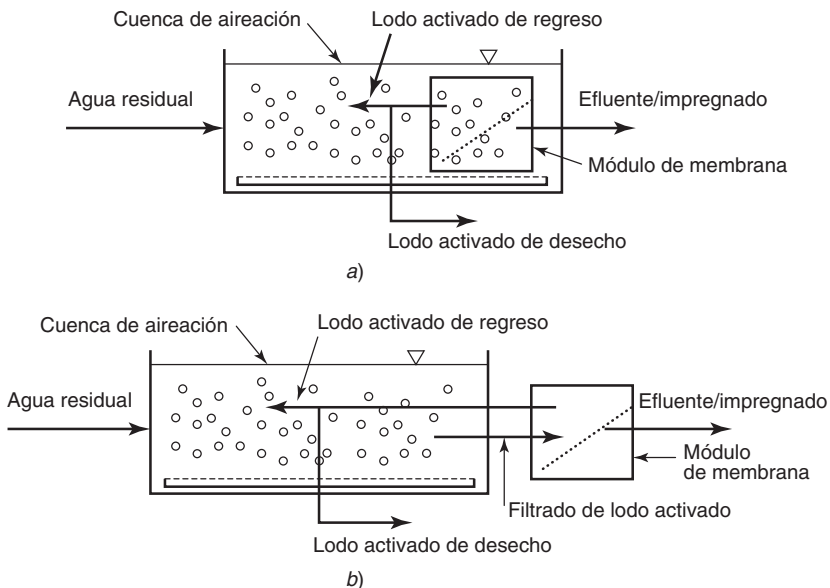 Cuenca de aireación
Lodo activado de regreso
Agua residual
Efluente/impregnado
Módulo de membrana
Lodo activado de desecho
a)
Cuenca de aireación
Lodo activado de regreso
Agua residual
Efluente/impregnado
Módulo
de membrana
Filtrado de lodo activado
Lodo activado de desecho
b)